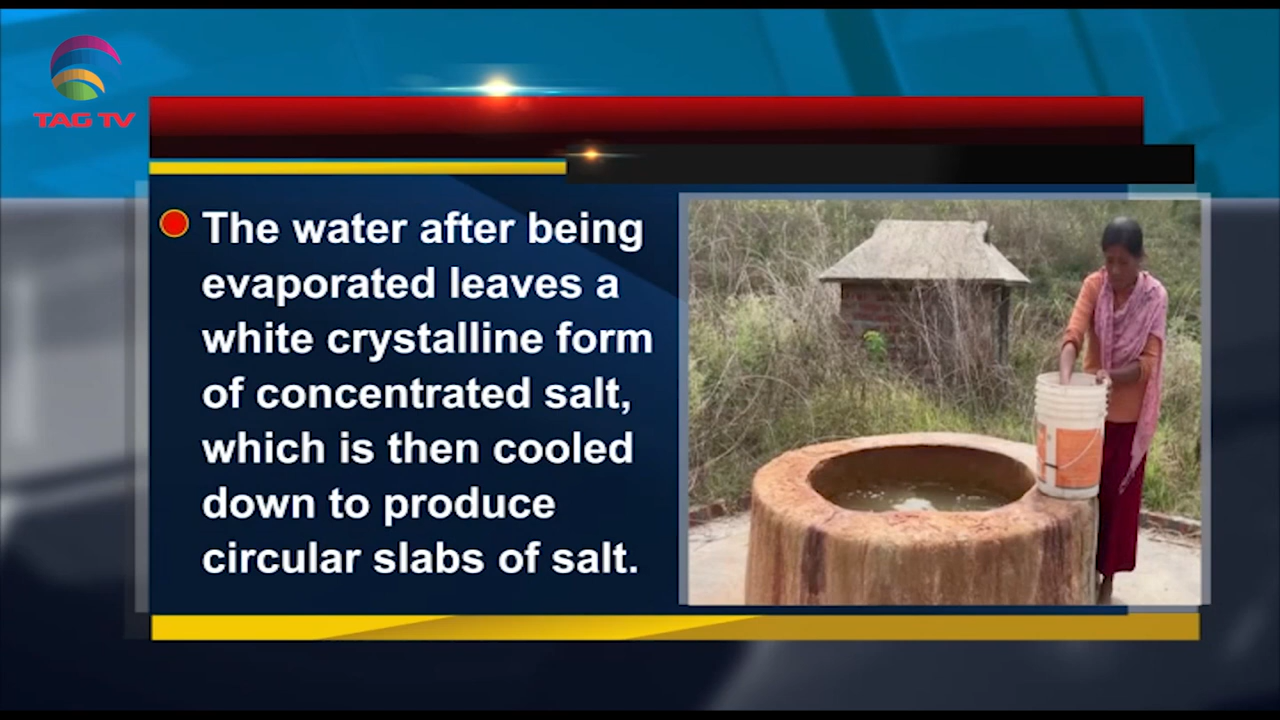 TAG TV
The water after being
evaporated leaves a
white crystalline form
of concentrated salt,
which is then cooled
down to produce
circular slabs of salt.